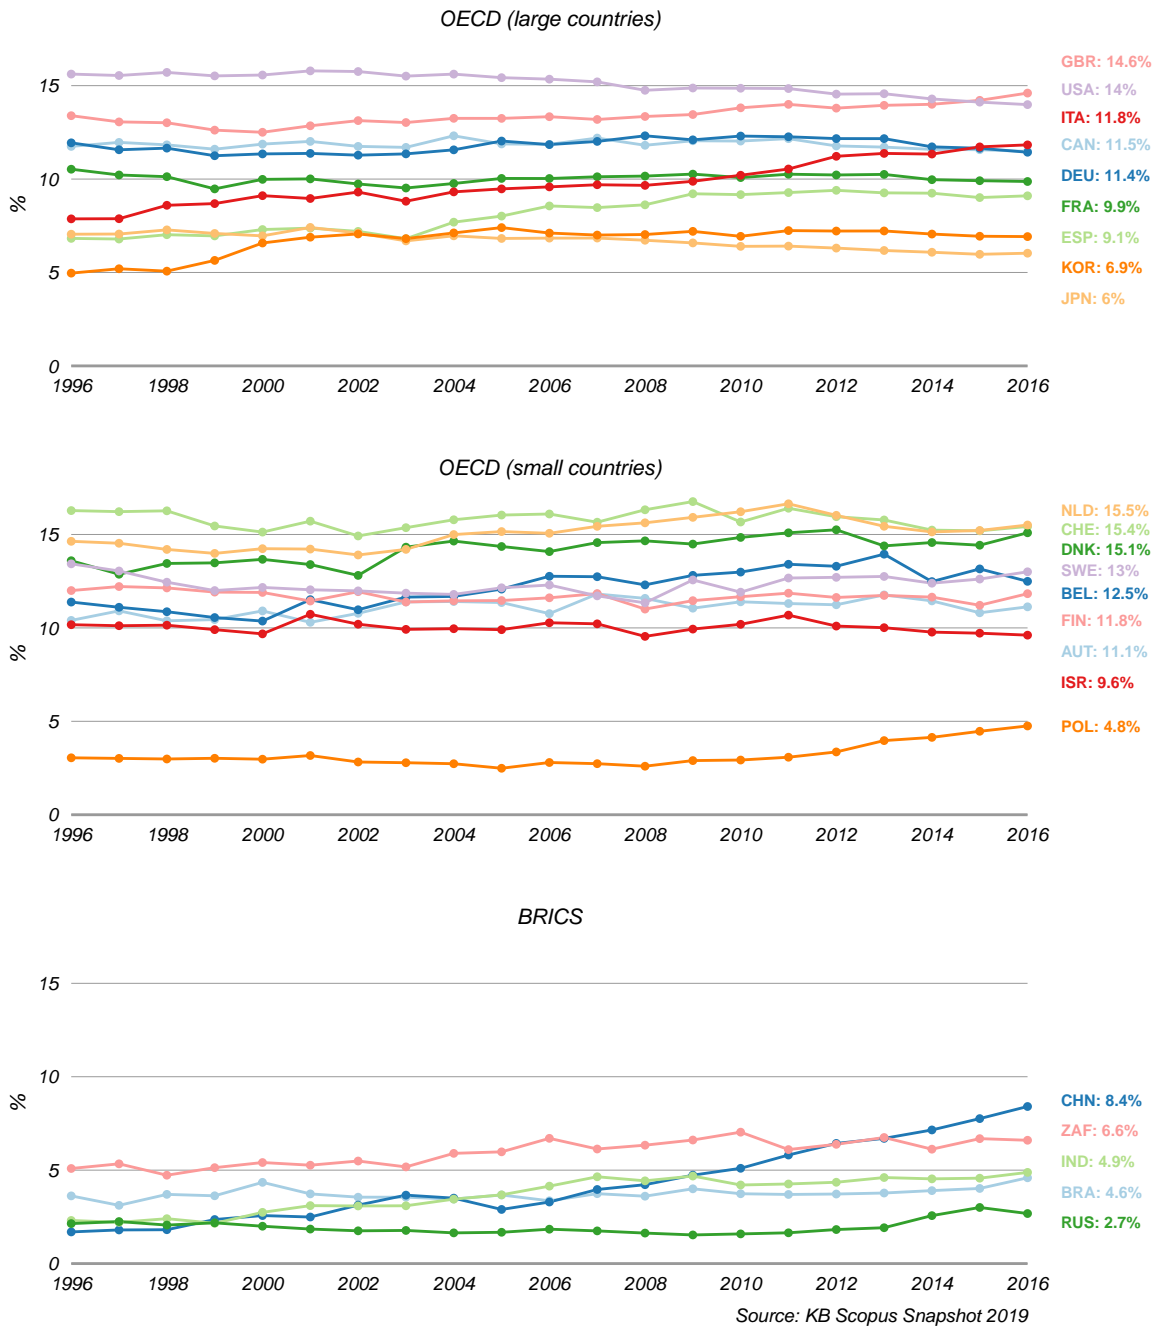 OECD (large countries)
%
15
10
5
0
1996 1998 2000 2002 2004 2006 2008 2010 2012 2014 2016
GBR: 14.6%
USA: 14%
ITA: 11.8%
CAN: 11.5%
DEU: 11.4%
FRA: 9.9%
ESP: 9.1%
KOR: 6.9%
JPN: 6%
OECD (small countries)
%
15
10
5
0
1996 1998 2000 2002 2004 2006 2008 2010 2012 2014 2016
NLD: 15.5%
CHE: 15.4%
DNK: 15.1%
SWE: 13%
BEL: 12.5%
FIN: 11.8%
AUT: 11.1%
ISR: 9.6%
POL: 4.8%
BRICS
%
15
10
5
0
1996 1998 2000 2002 2004 2006 2008 2010 2012 2014 2016
CHN: 8.4%
ZAF: 6.6%
IND: 4.9%
BRA: 4.6%
RUS: 2.7%
Source: KB Scopus Snapshot 2019